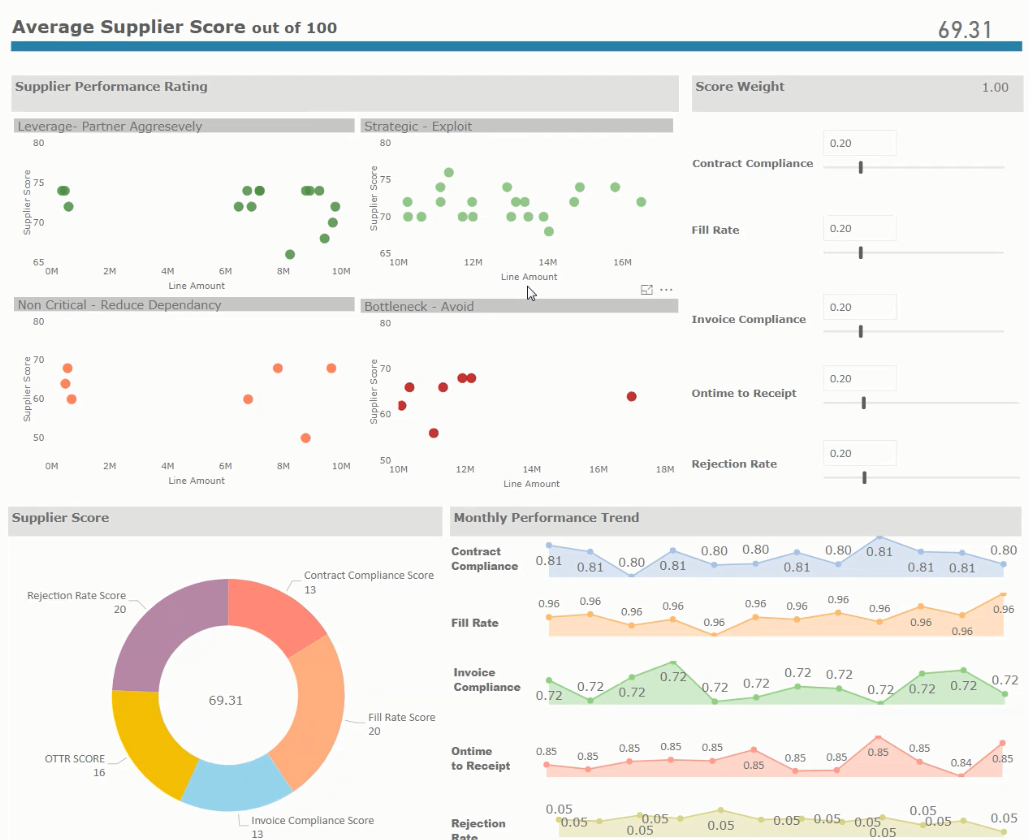 Average Supplier Score out of 100
69.31
Supplier Performance Rating
Leverage- Partner Aggresevely
Supplier Score
80
75
70
65
0M 2M 4M 6M 8M 10M
Line Amount
Strategic - Exploit
Supplier Score
80
75
70
65
10M 12M 14M 16M
Line Amount
Non Critical - Reduce Dependancy
Supplier Score
80
70
60
50
0M 2M 4M 6M 8M 10M
Line Amount
Bottleneck - Avoid
Supplier Score
80
70
60
50
10M 12M 14M 16M 18M
Line Amount
Score Weight
1.00
Contract Compliance
0.20
Fill Rate
0.20
Invoice Compliance
0.20
Ontime to Receipt
0.20
Rejection Rate
0.20
Supplier Score
Contract Compliance Score
13
Fill Rate Score
20
Invoice Compliance Score
13
OTTR SCORE
16
Rejection Rate Score
20
69.31
Monthly Performance Trend
Contract
Compliance
0.81 0.81 0.80 0.81 0.80 0.80 0.81 0.80 0.81 0.81 0.81 0.80
Fill Rate
0.96 0.96 0.96 0.96 0.96 0.96 0.96 0.96 0.96 0.96 0.96 0.96
Invoice
Compliance
0.72 0.72 0.72 0.72 0.72 0.72 0.72 0.72 0.72 0.72 0.72 0.72
Ontime
to Receipt
0.85 0.85 0.85 0.85 0.85 0.85 0.85 0.85 0.85 0.85 0.84 0.85
Rejection
Rate
0.05 0.05 0.05 0.05 0.05 0.05 0.05 0.05 0.05 0.05 0.05 0.05